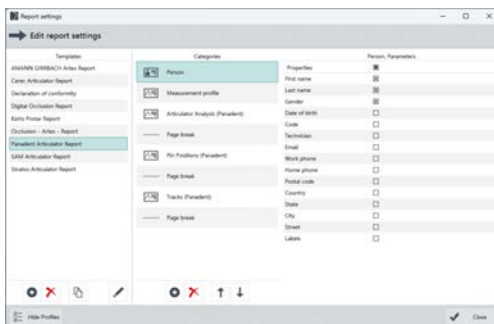 Report settings
Edit report settings
Templates
AMANN GIRRBACH Artex Report
Cerec Articulator Report
Declaration of conformity
Digital Occlusion Report
KaVo Protar Report
Occlusion - Artex - Report
Panadent Articulator Report
SAM Articulator Report
Stratos Articulator Report
Categories
Person
Measurement profile
Articulator Analysis (Panadent)
Page break
Pin Positions (Panadent)
Page break
Tracks (Panadent)
Page break
Person, Parameters
Properties
First name
Last name
Gender
Date of birth
Code
Technician
Email
Work phone
Home phone
Postal code
Country
State
City
Street
Labels
Hide Profiles
Close